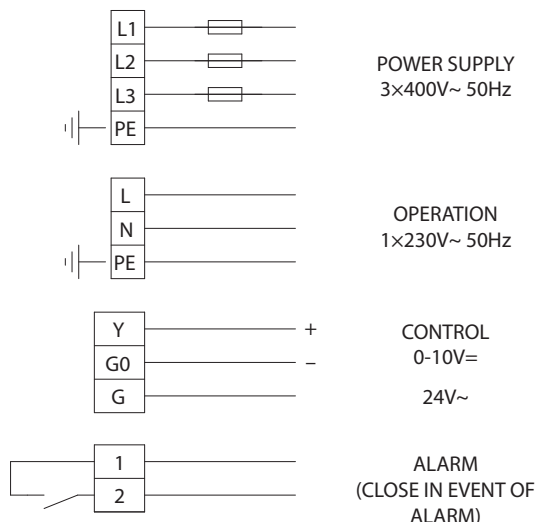 L1
L2
L3
PE
POWER SUPPLY
3×400V~ 50Hz
L
N
PE
OPERATION
1×230V~ 50Hz
Y +
G0 –
G
CONTROL
0-10V=
24V~
1
2
ALARM
(CLOSE IN EVENT OF
ALARM)